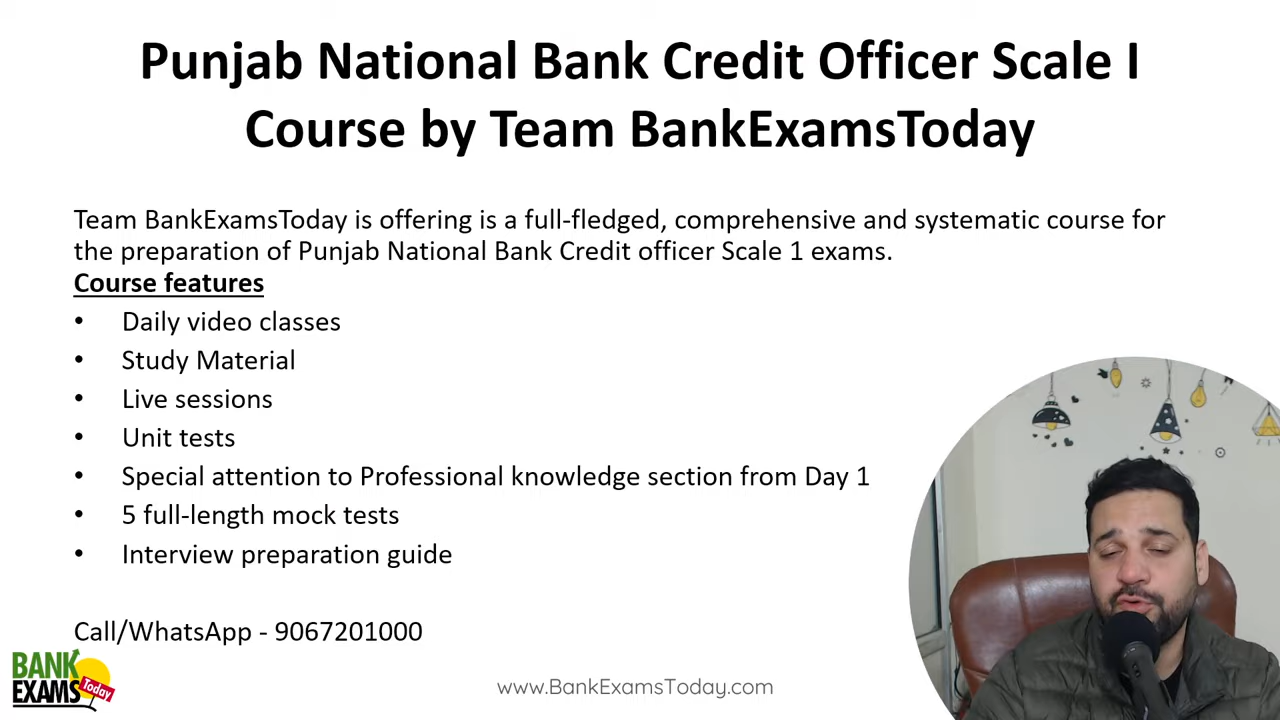 Punjab National Bank Credit Officer Scale I
Course by Team BankExamsToday
Team BankExamsToday is offering is a full-fledged, comprehensive and systematic course for
the preparation of Punjab National Bank Credit officer Scale 1 exams.
Course features
• Daily video classes
• Study Material
• Live sessions
• Unit tests
• Special attention to Professional knowledge section from Day 1
• 5 full-length mock tests
• Interview preparation guide
Call/WhatsApp - 9067201000
BANK
EXAMS Today
www.BankExamsToday.com